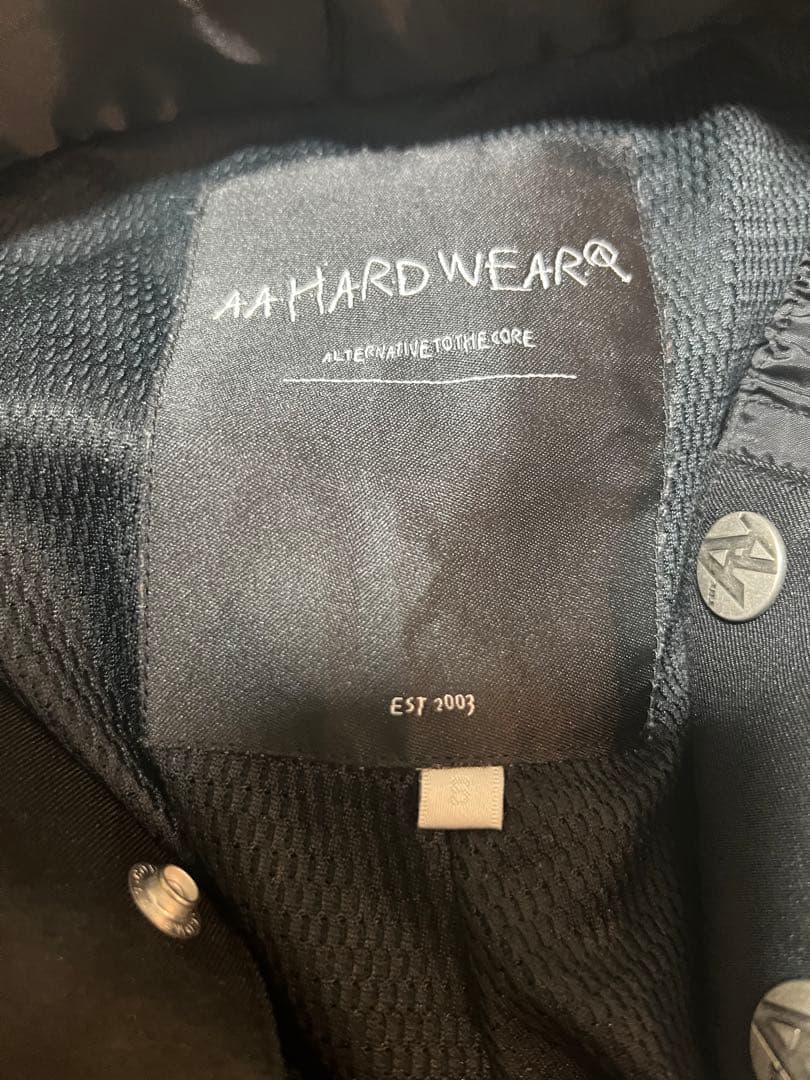 AA HARD WEAR
ALTERNATIVE TO THE CORE
EST 2003